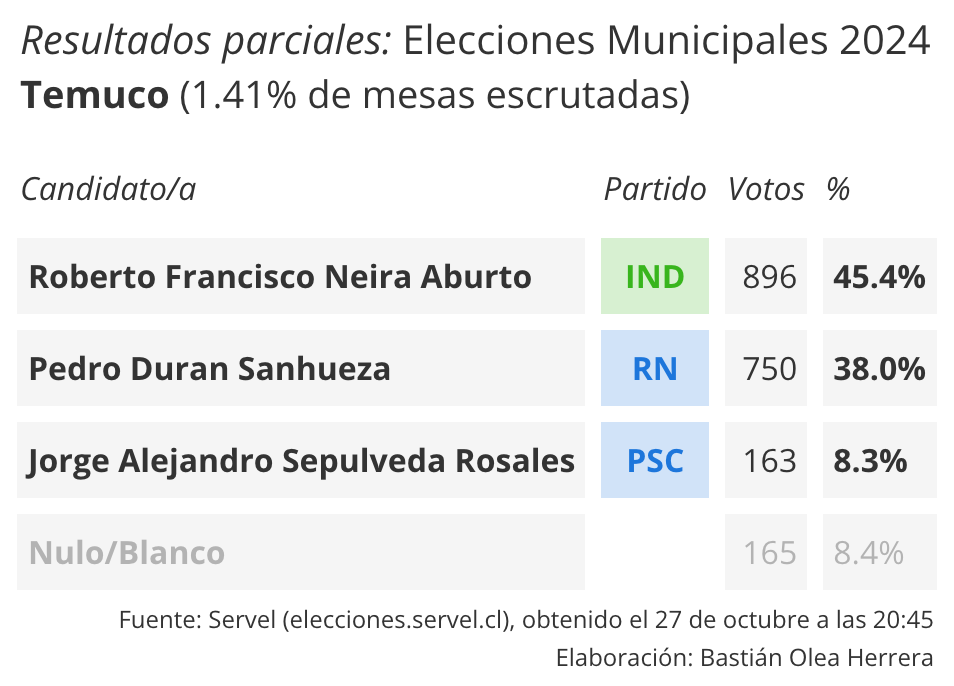 Resultados parciales: Elecciones Municipales 2024
Temuco (1.41% de mesas escrutadas)
Candidato/a Partido Votos %
Roberto Francisco Neira Aburto IND 896 45.4%
Pedro Duran Sanhueza RN 750 38.0%
Jorge Alejandro Sepulveda Rosales PSC 163 8.3%
Nulo/Blanco 165 8.4%
Fuente: Servel (elecciones.servel.cl), obtenido el 27 de octubre a las 20:45
Elaboración: Bastián Olea Herrera